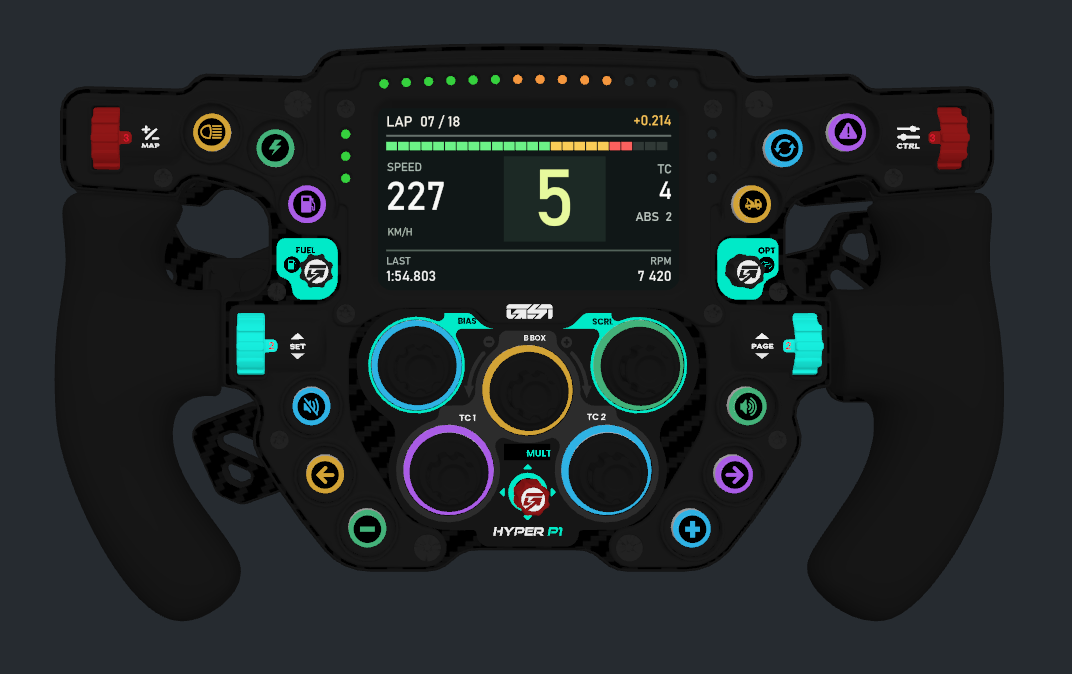 LAP 07 / 18 +0.214
MAP
CTRL
SPEED
TC
227
5
4
ABS 2
KM/H
FUEL
OPT
LAST
RPM
1:54.803
7 420
GSI
BIAS
SCRL
SET
B BOX
PAGE
TC 1
TC 2
MULT
HYPER P1